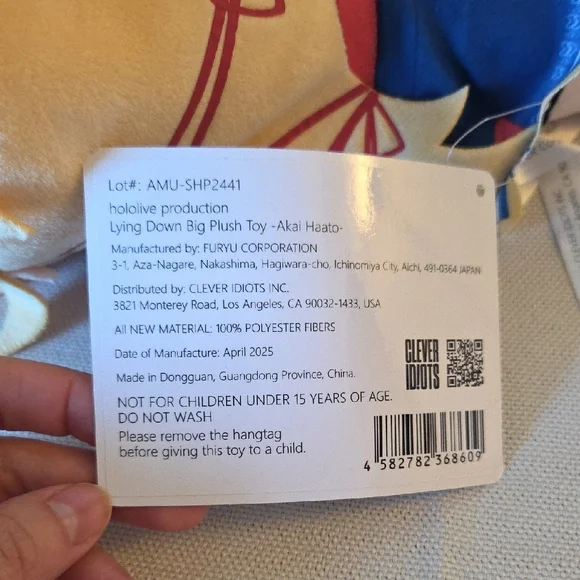 Lot#: AMU-SHP2441
hololive production
Lying Down Big Plush Toy -Akai Haato-
Manufactured by: FURYU CORPORATION
3-1, Aza-Nagare, Nakashima, Hagiwara-cho, Ichinomiya City, Aichi, 491-0364 JAPAN
Distributed by: CLEVER IDIOTS INC.
3821 Monterey Road, Los Angeles, CA 90032-1433, USA
All NEW MATERIAL: 100% POLYESTER FIBERS
Date of Manufacture: April 2025
Made in Dongguan, Guangdong Province, China.
CLEVER
IDIOTS
NOT FOR CHILDREN UNDER 15 YEARS OF AGE.
DO NOT WASH
Please remove the hangtag
before giving this toy to a child.
4 582782 368609